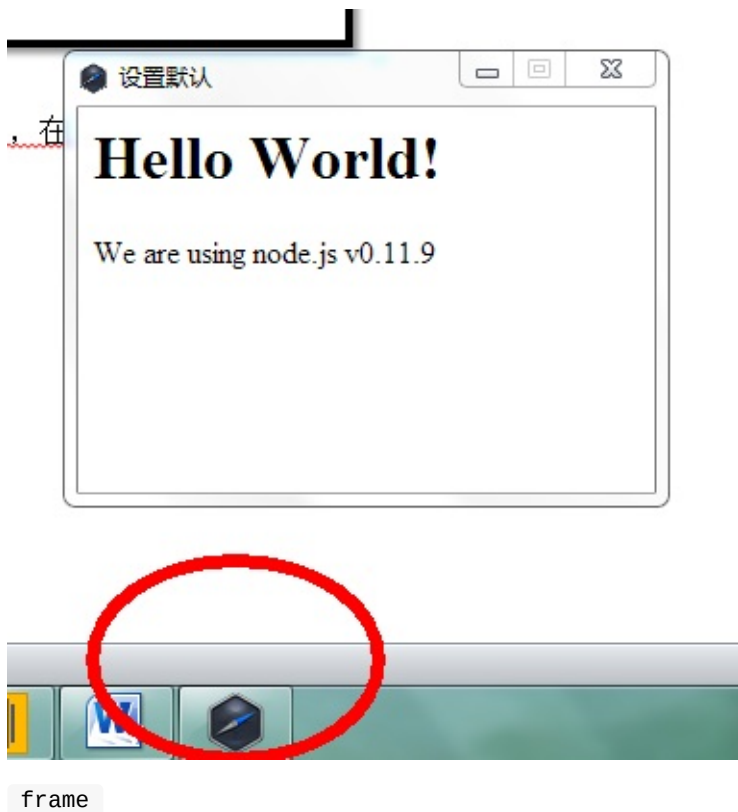 设置默认
，在
Hello World!
We are using node.js v0.11.9
W
frame